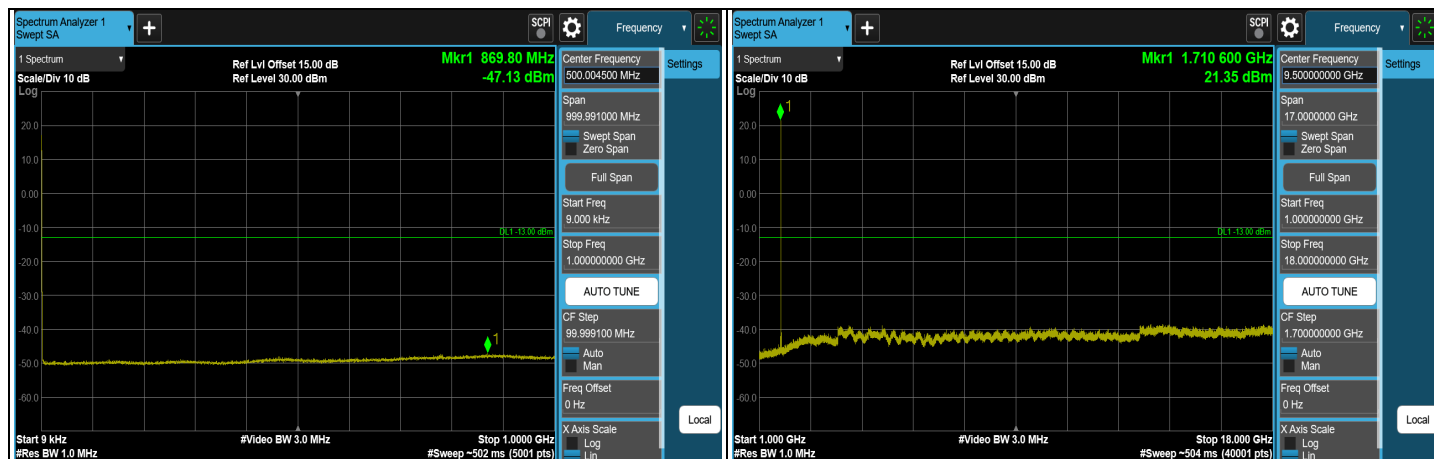 Spectrum Analyzer 1
Swept SA
+
SCPI
Frequency
1 Spectrum
Scale/Div 10 dB
Log
Ref Lvl Offset 15.00 dB
Ref Level 30.00 dBm
Mkr1 869.80 MHz
-47.13 dBm
1
20.0
10.0
0.00
-10.0
-20.0
-30.0
-40.0
-50.0
-60.0
DL1 -13.00 dBm
Start 9 kHz
#Res BW 1.0 MHz
#Video BW 3.0 MHz
Stop 1.0000 GHz
#Sweep ~502 ms (5001 pts)
Center Frequency
500.004500 MHz
Settings
Span
999.991000 MHz
Swept Span
Zero Span
Full Span
Start Freq
9.000 kHz
Stop Freq
1.000000000 GHz
AUTO TUNE
CF Step
99.999100 MHz
Auto
Man
Freq Offset
0 Hz
X Axis Scale
Log
Lin
Local
Spectrum Analyzer 1
Swept SA
+
SCPI
Frequency
1 Spectrum
Scale/Div 10 dB
Log
Ref Lvl Offset 15.00 dB
Ref Level 30.00 dBm
Mkr1 1.710 600 GHz
21.35 dBm
1
20.0
10.0
0.00
-10.0
-20.0
-30.0
-40.0
-50.0
-60.0
DL1 -13.00 dBm
Start 1.000 GHz
#Res BW 1.0 MHz
#Video BW 3.0 MHz
Stop 18.000 GHz
#Sweep ~504 ms (40001 pts)
Center Frequency
9.500000000 GHz
Settings
Span
17.0000000 GHz
Swept Span
Zero Span
Full Span
Start Freq
1.000000000 GHz
Stop Freq
18.000000000 GHz
AUTO TUNE
CF Step
1.700000000 GHz
Auto
Man
Freq Offset
0 Hz
X Axis Scale
Log
Lin
Local